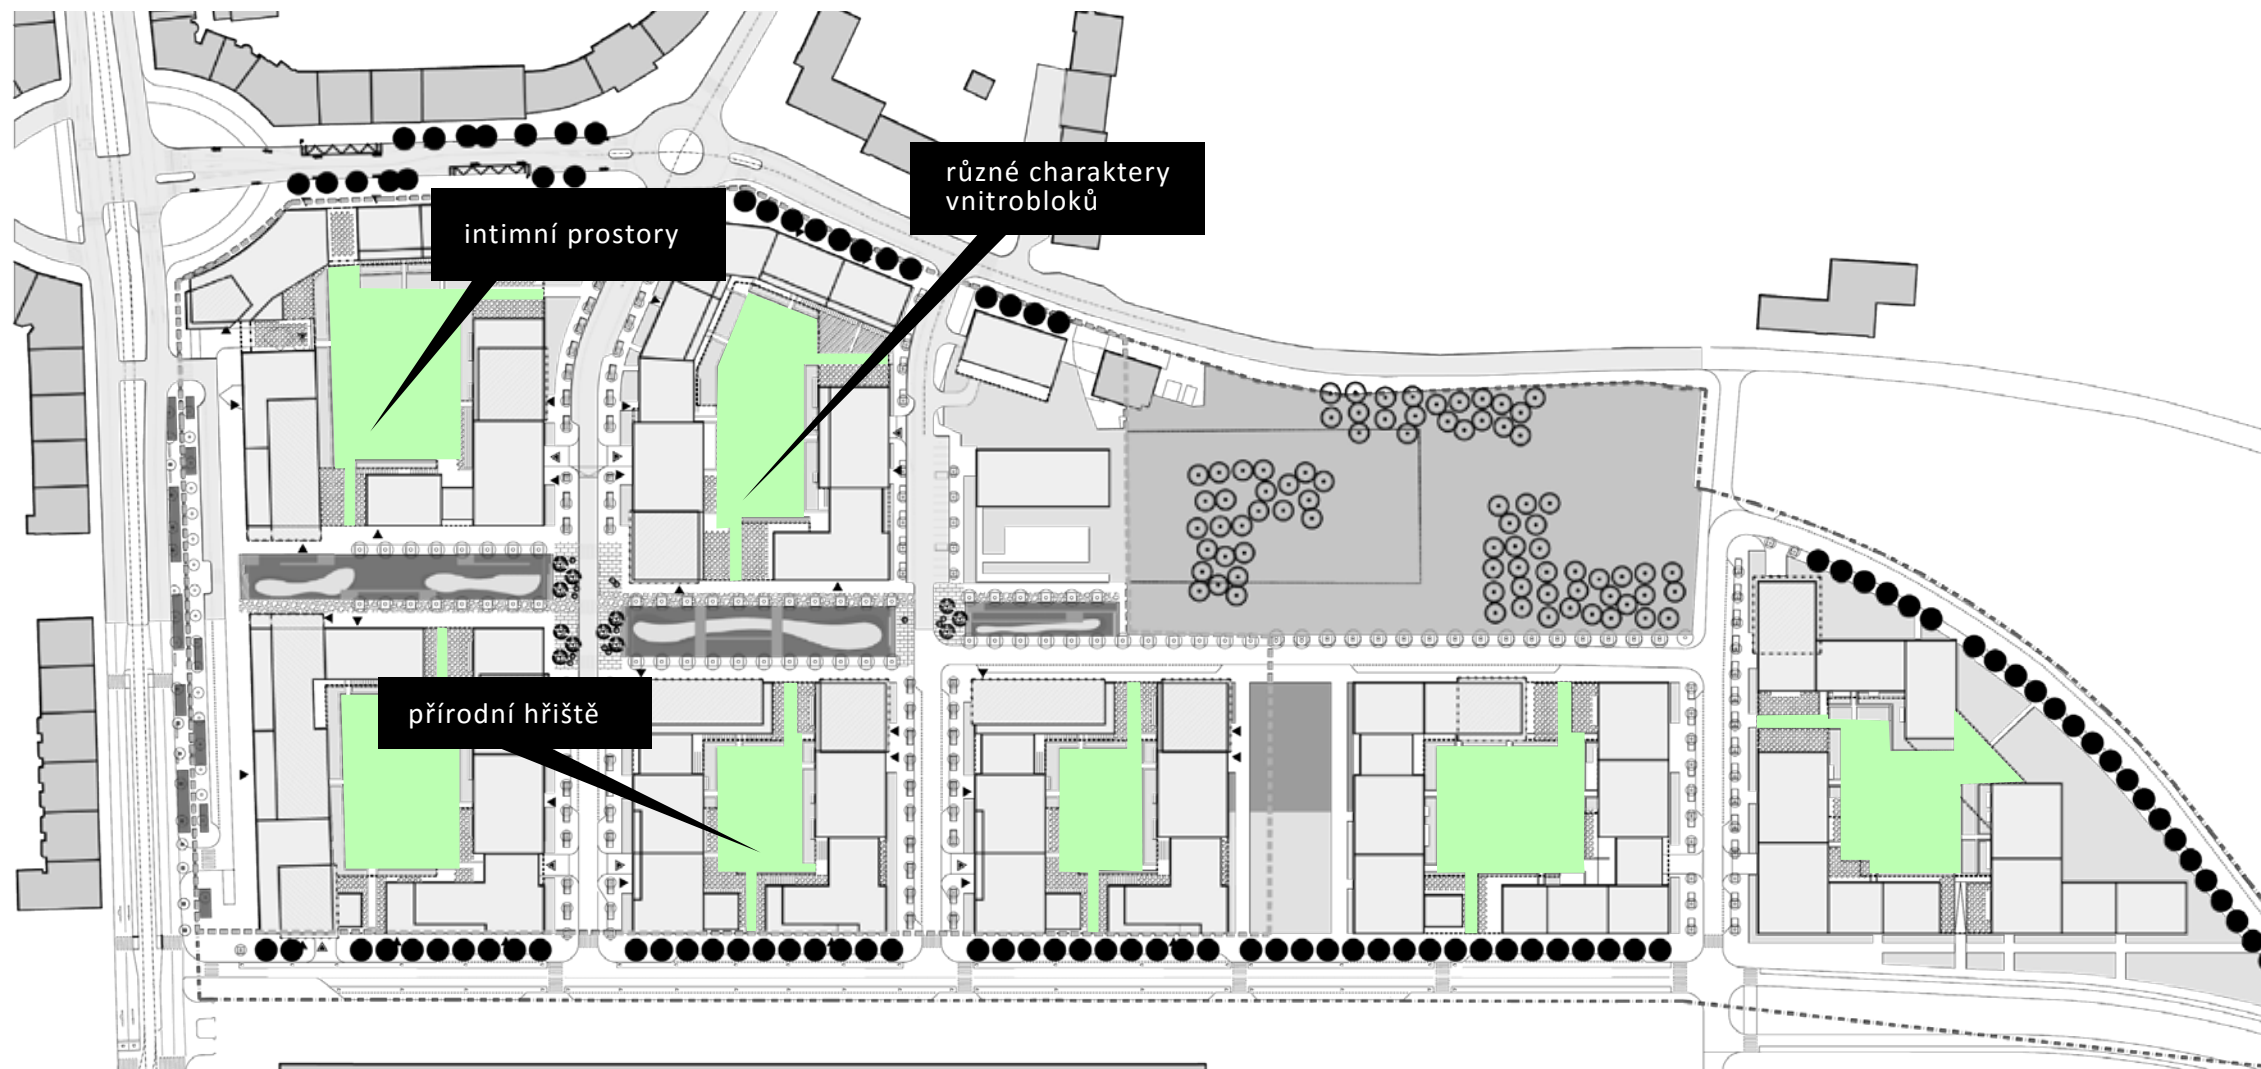 různé charaktery
vnitrobloků
intimní prostory
přírodní hřiště